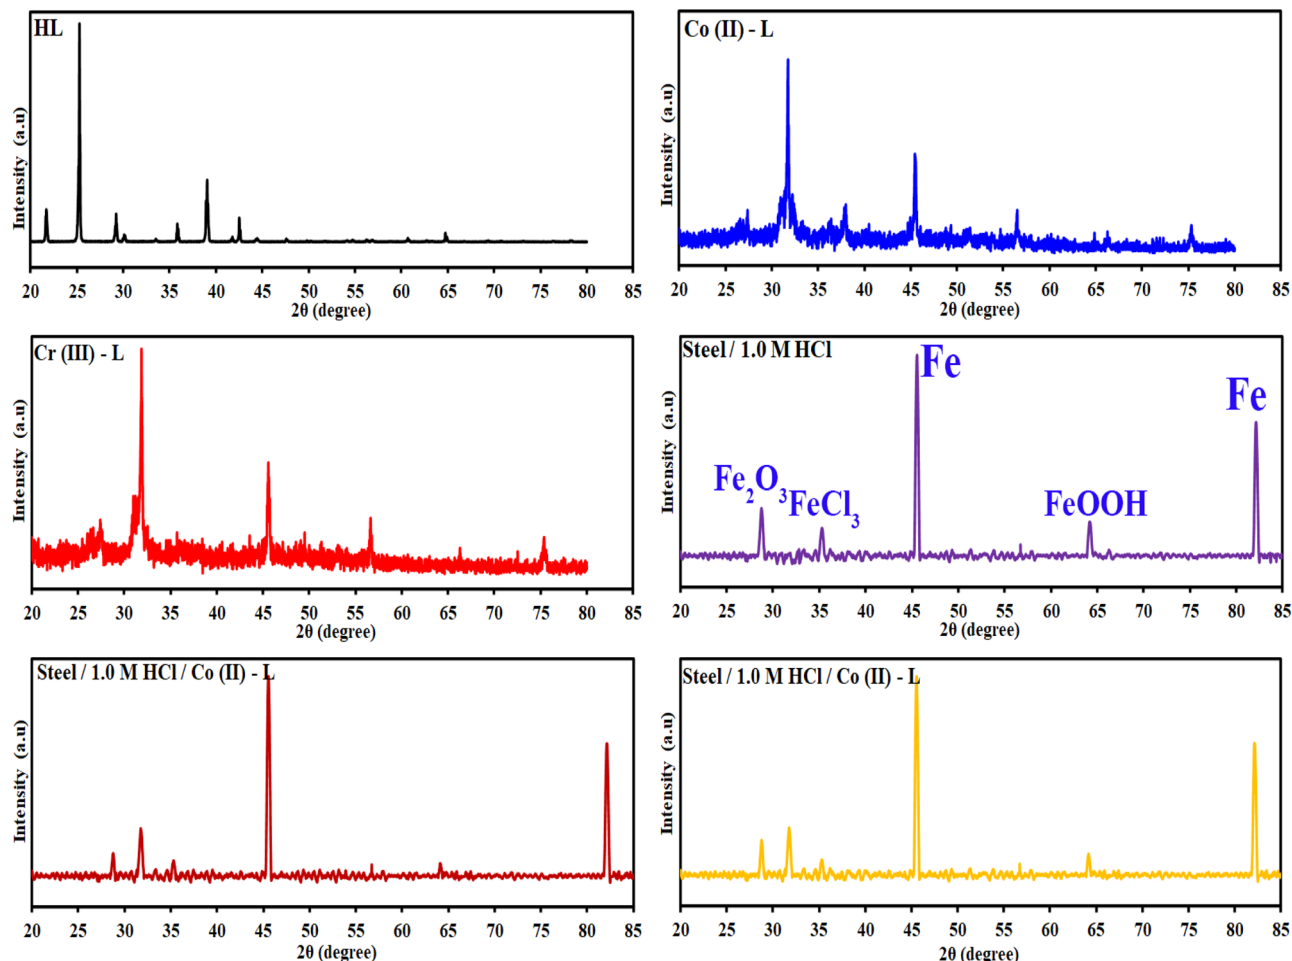 HL
Intensity (a.u)
20 25 30 35 40 45 50 55 60 65 70 75 80 85
2θ (degree)
Co (II) - L
Intensity (a.u)
20 25 30 35 40 45 50 55 60 65 70 75 80 85
2θ (degree)
Cr (III) - L
Intensity (a.u)
20 25 30 35 40 45 50 55 60 65 70 75 80 85
2θ (degree)
Steel / 1.0 M HCl
Fe
Fe
Fe₂O₃
FeCl₃
FeOOH
Intensity (a.u)
20 25 30 35 40 45 50 55 60 65 70 75 80 85
2θ (degree)
Steel / 1.0 M HCl / Co (II) - L
Intensity (a.u)
20 25 30 35 40 45 50 55 60 65 70 75 80 85
2θ (degree)
Steel / 1.0 M HCl / Co (II) - L
Intensity (a.u)
20 25 30 35 40 45 50 55 60 65 70 75 80 85
2θ (degree)